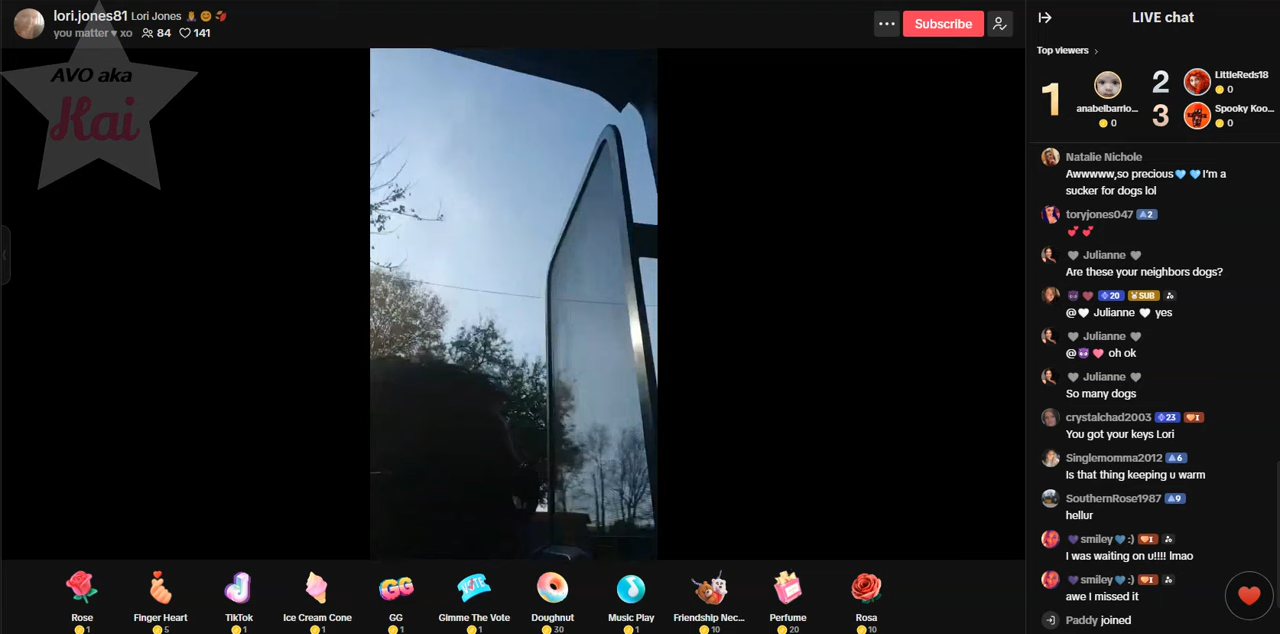 lori.jones81 Lori Jones
you matter ♥ xo 84 141
Subscribe
AVO aka
Kai
LIVE chat
Top viewers >
1
anabelbarrio...
0
2
LittleReds18
0
3
Spooky Koo...
0
Natalie Nichole
Awwwww,so precious💙 💙I'm a
sucker for dogs lol
toryjones047 2
💕 💕
🤍 Julianne 🤍
Are these your neighbors dogs?
😈 ❤️ 20 SUB
@🤍 Julianne 🤍 yes
🤍 Julianne 🤍
@😈 💗 oh ok
🤍 Julianne 🤍
So many dogs
crystalchad2003 23 I
You got your keys Lori
Singlemomma2012 6
Is that thing keeping u warm
SouthernRose1987 9
hellur
💜smiley💙:) I
I was waiting on u!!!! lmao
💜smiley💙:) I
awe I missed it
Paddy joined
GG
VOTE
Rose
1
Finger Heart
5
TikTok
1
Ice Cream Cone
1
GG
1
Gimme The Vote
1
Doughnut
30
Music Play
1
Friendship Nec...
10
Perfume
20
Rosa
10